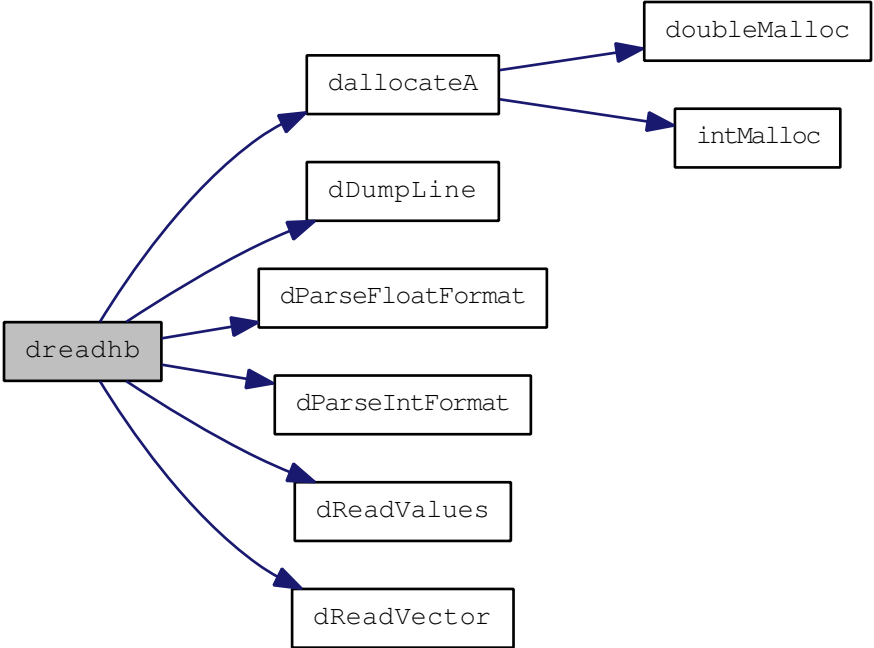 doubleMalloc
dallocateA
intMalloc
dDumpLine
dParseFloatFormat
dreadhb
dParseIntFormat
dReadValues
dReadVector